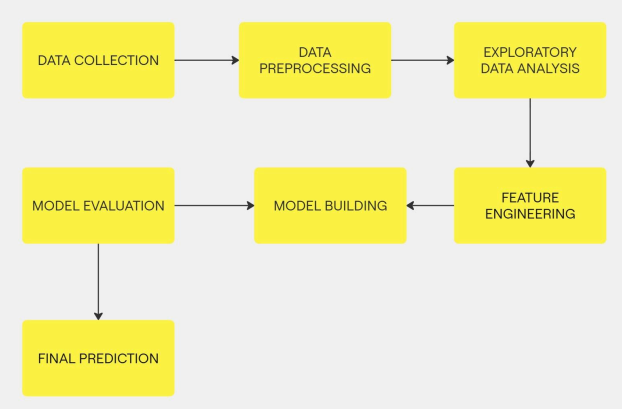 DATA COLLECTION
DATA
PREPROCESSING
EXPLORATORY
DATA ANALYSIS
MODEL EVALUATION
MODEL BUILDING
FEATURE
ENGINEERING
FINAL PREDICTION